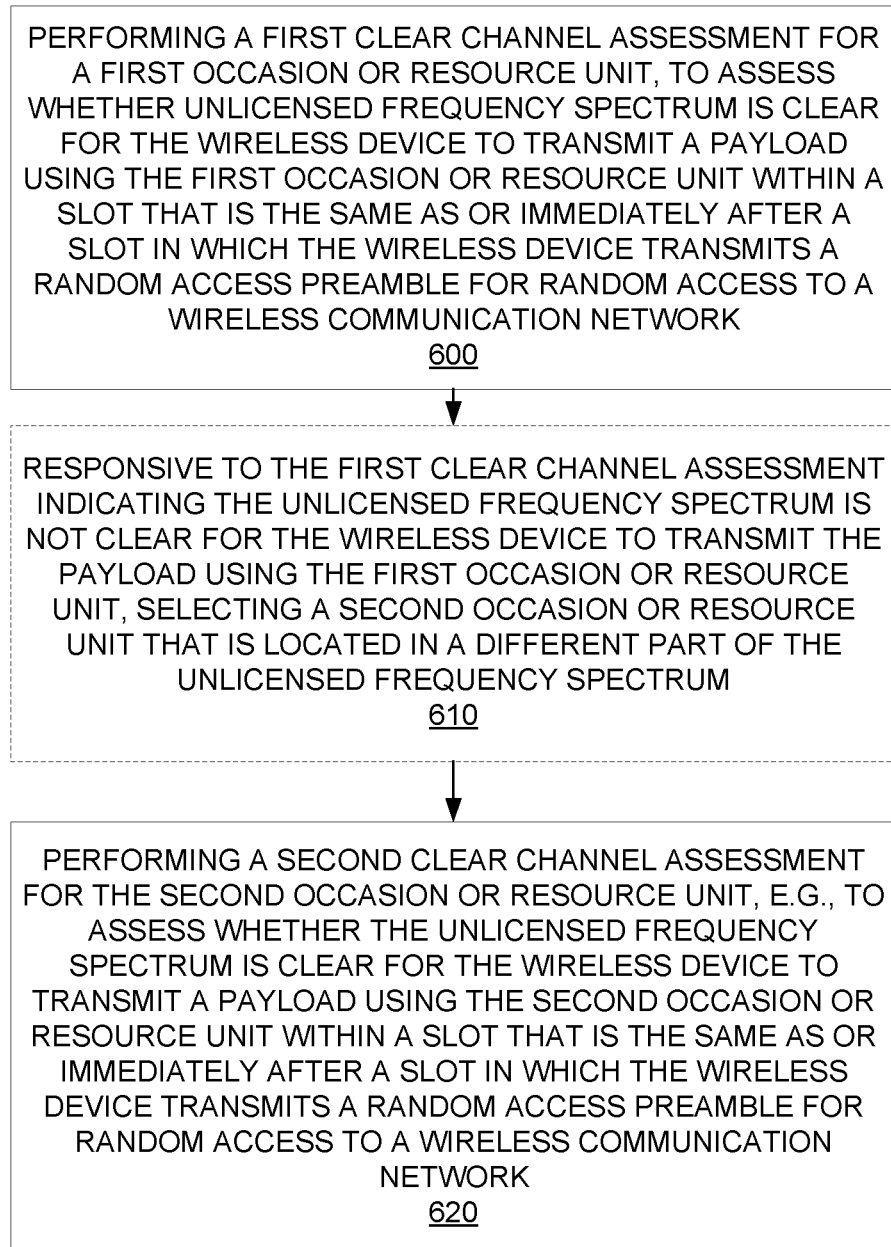 PERFORMING A FIRST CLEAR CHANNEL ASSESSMENT FOR
A FIRST OCCASION OR RESOURCE UNIT, TO ASSESS
WHETHER UNLICENSED FREQUENCY SPECTRUM IS CLEAR
FOR THE WIRELESS DEVICE TO TRANSMIT A PAYLOAD
USING THE FIRST OCCASION OR RESOURCE UNIT WITHIN A
SLOT THAT IS THE SAME AS OR IMMEDIATELY AFTER A
SLOT IN WHICH THE WIRELESS DEVICE TRANSMITS A
RANDOM ACCESS PREAMBLE FOR RANDOM ACCESS TO A
WIRELESS COMMUNICATION NETWORK
600
RESPONSIVE TO THE FIRST CLEAR CHANNEL ASSESSMENT
INDICATING THE UNLICENSED FREQUENCY SPECTRUM IS
NOT CLEAR FOR THE WIRELESS DEVICE TO TRANSMIT THE
PAYLOAD USING THE FIRST OCCASION OR RESOURCE
UNIT, SELECTING A SECOND OCCASION OR RESOURCE
UNIT THAT IS LOCATED IN A DIFFERENT PART OF THE
UNLICENSED FREQUENCY SPECTRUM
610
PERFORMING A SECOND CLEAR CHANNEL ASSESSMENT
FOR THE SECOND OCCASION OR RESOURCE UNIT, E.G., TO
ASSESS WHETHER THE UNLICENSED FREQUENCY
SPECTRUM IS CLEAR FOR THE WIRELESS DEVICE TO
TRANSMIT A PAYLOAD USING THE SECOND OCCASION OR
RESOURCE UNIT WITHIN A SLOT THAT IS THE SAME AS OR
IMMEDIATELY AFTER A SLOT IN WHICH THE WIRELESS
DEVICE TRANSMITS A RANDOM ACCESS PREAMBLE FOR
RANDOM ACCESS TO A WIRELESS COMMUNICATION
NETWORK
620